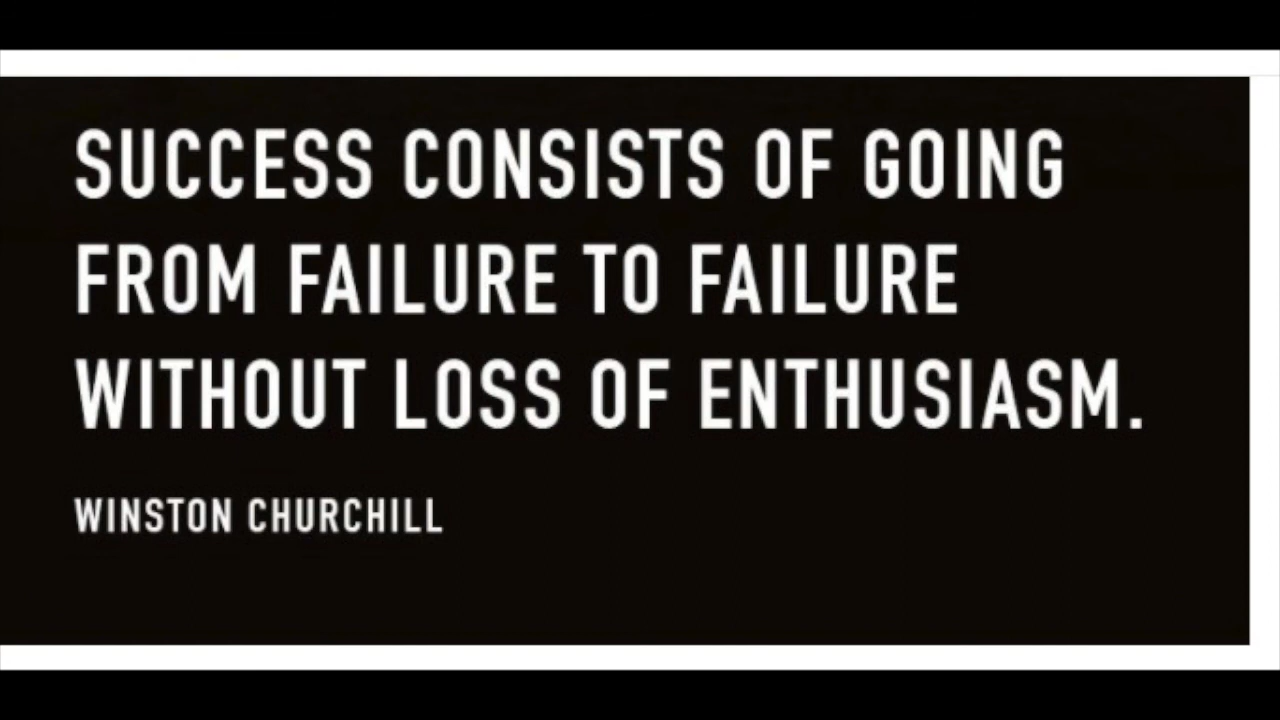 SUCCESS CONSISTS OF GOING
FROM FAILURE TO FAILURE
WITHOUT LOSS OF ENTHUSIASM.
WINSTON CHURCHILL